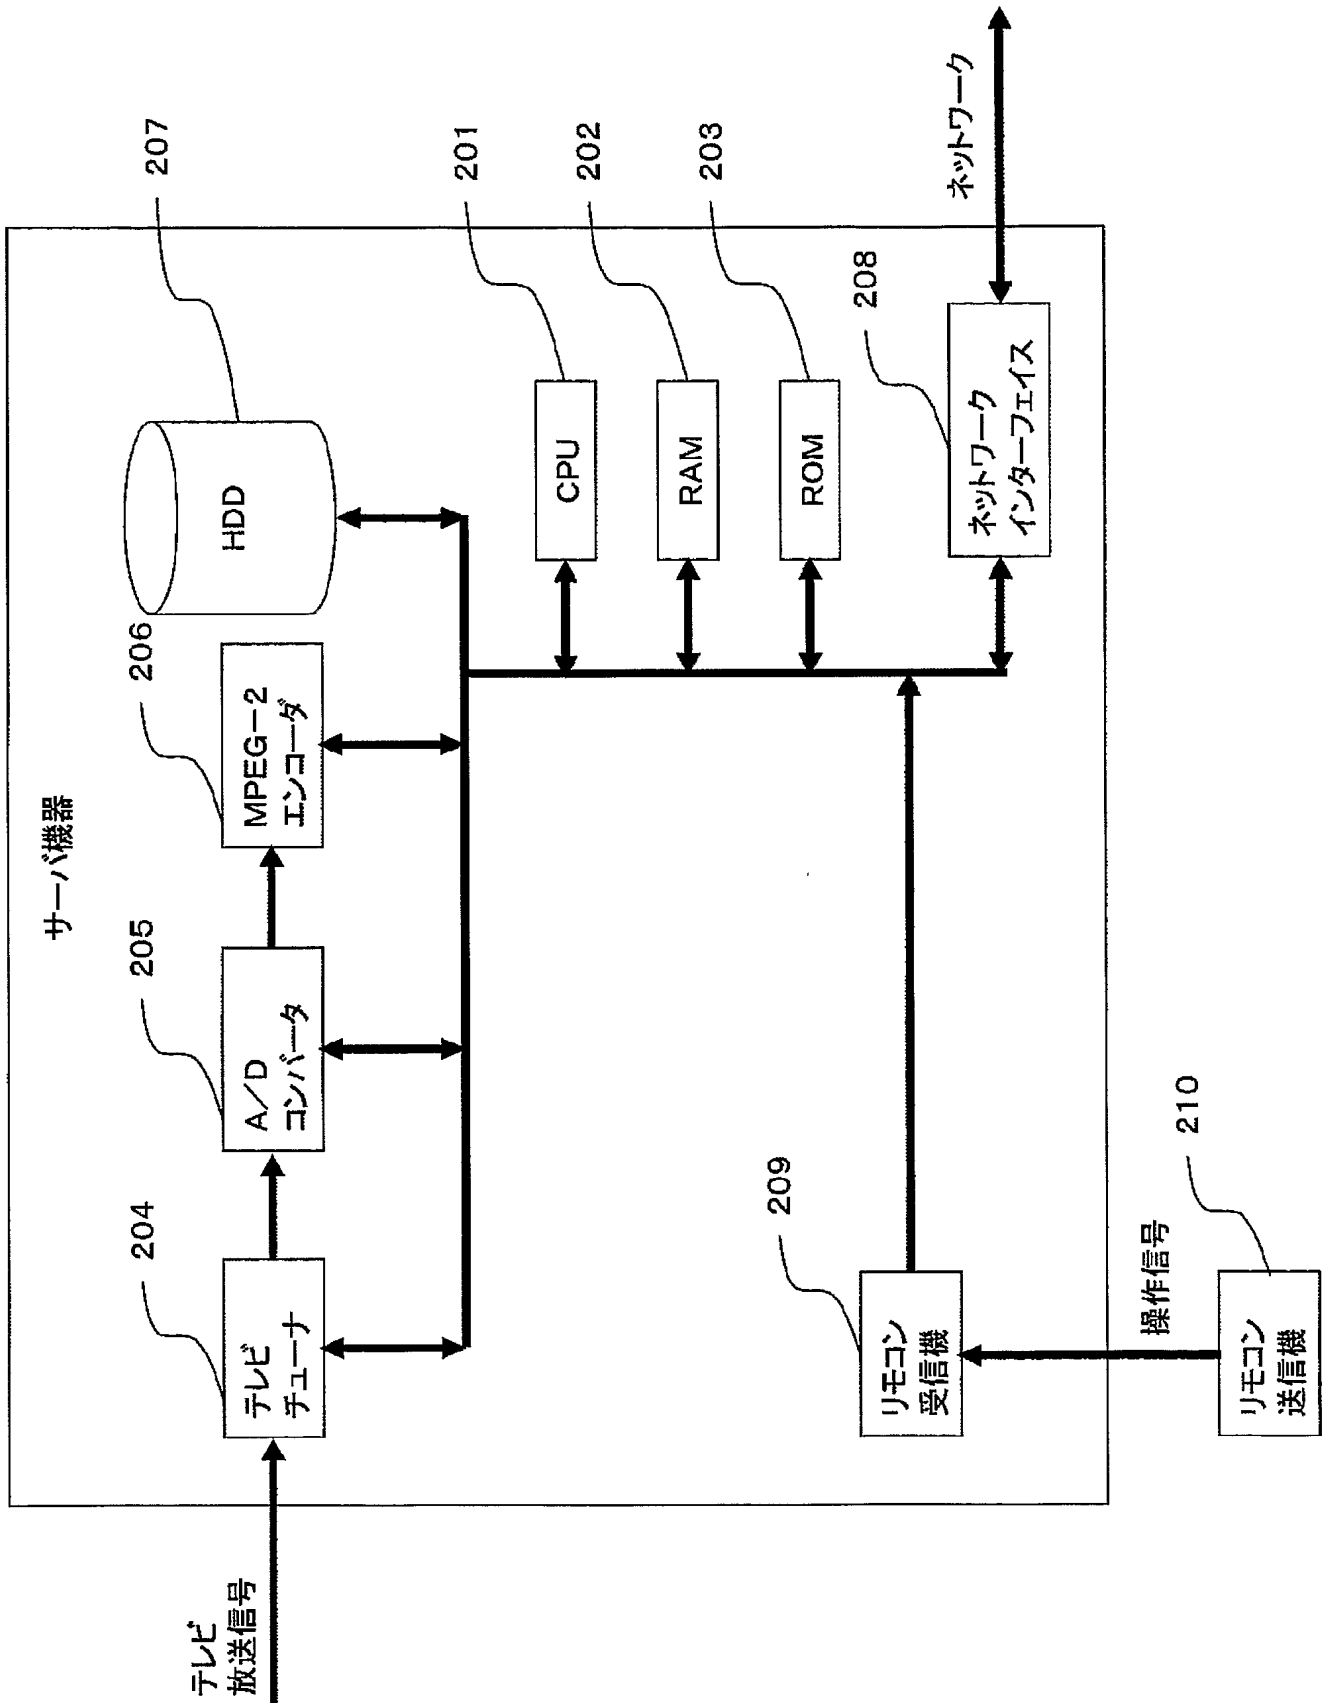 サーバ機器
テレビ
放送信号
204
テレビ
チューナ
205
A/D
コンバータ
206
MPEG-2
エンコーダ
207
HDD
201
CPU
202
RAM
203
ROM
208
ネットワーク
インターフェイス
ネットワーク
209
リモコン
受信機
操作信号
210
リモコン
送信機